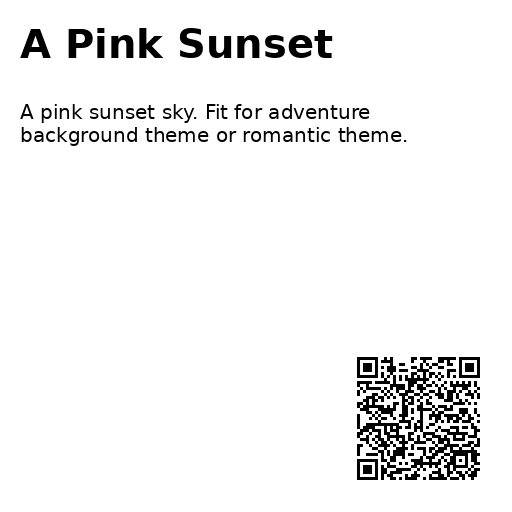 A Pink Sunset
A pink sunset sky. Fit for adventure
background theme or romantic theme.